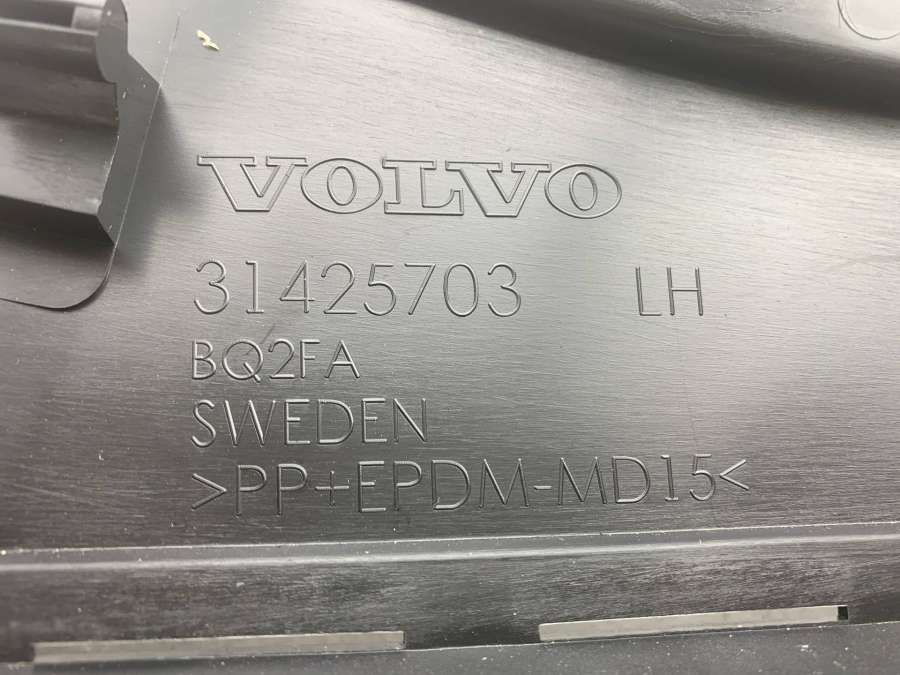 VOLVO
31425703 LH
BQ2FA
SWEDEN
>PP+EPDM-MD15<